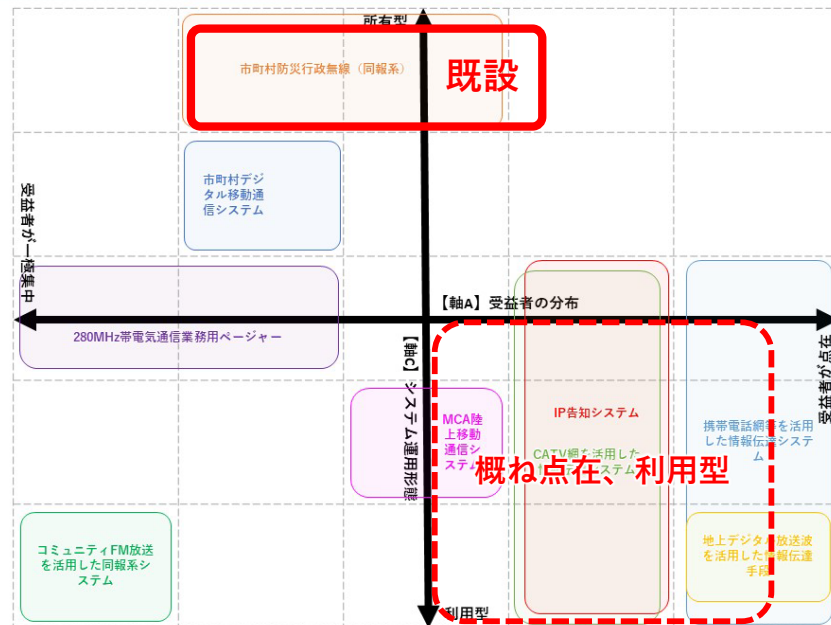 所有型
市町村防災行政無線（同報系）
既設
市町村デジ
タル移動通
信システム
受益者が一極集中
【軸A】受益者の分布
280MHz帯電気通信業務用ページャー
【軸C】システム運用形態
受益者が点在
MCA陸
上移動
通信シ
ステム
IP告知システム
携帯電話網等を活用
した情報伝達システ
ム
CATV網を活用した
システム
概ね点在、利用型
コミュニティFM放送
を活用した同報系シ
ステム
地上デジタル放送波
を活用した情報伝達
手段
利用型